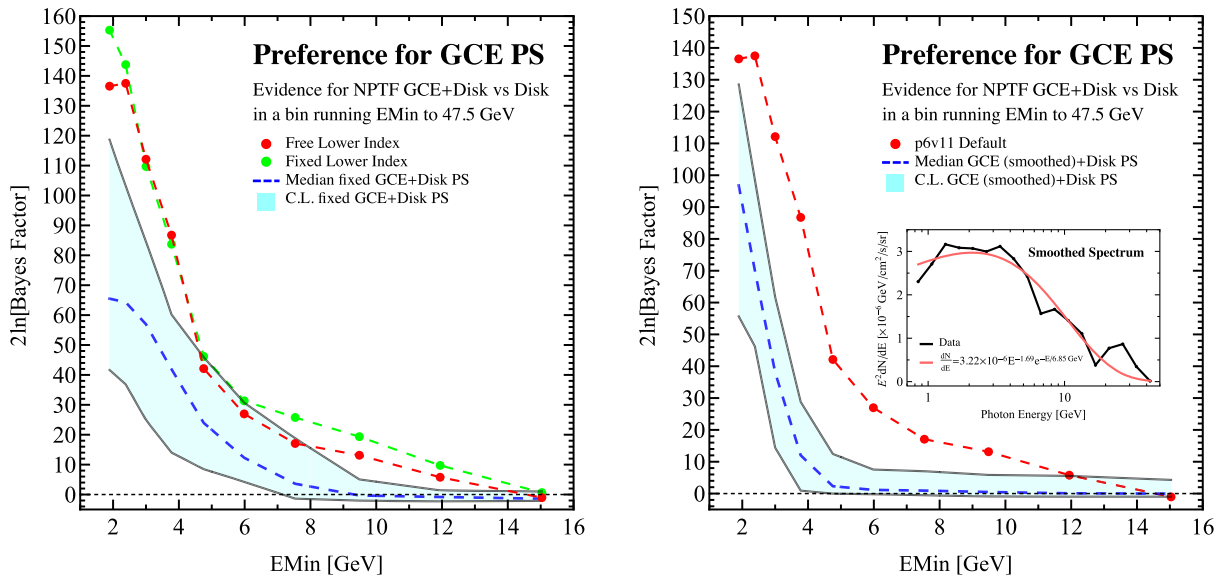 Preference for GCE PS
Evidence for NPTF GCE+Disk vs Disk
in a bin running EMin to 47.5 GeV
Free Lower Index
Fixed Lower Index
Median fixed GCE+Disk PS
C.L. fixed GCE+Disk PS
2ln[Bayes Factor]
160
150
140
130
120
110
100
90
80
70
60
50
40
30
20
10
0
2 4 6 8 10 12 14 16
EMin [GeV]
Preference for GCE PS
Evidence for NPTF GCE+Disk vs Disk
in a bin running EMin to 47.5 GeV
p6v11 Default
Median GCE (smoothed)+Disk PS
C.L. GCE (smoothed)+Disk PS
2ln[Bayes Factor]
150
140
130
120
110
100
90
80
70
60
50
40
30
20
10
0
2 4 6 8 10 12 14 16
EMin [GeV]
Smoothed Spectrum
Data
dN/dE=3.22×10⁻⁶E⁻¹·⁶⁹e⁻ᴱ/⁶·⁸⁵ ᴳᵉⱽ
E²dN/dE [×10⁻⁶ GeV/cm²/s/sr]
3
2
1
0
1 10
Photon Energy [GeV]